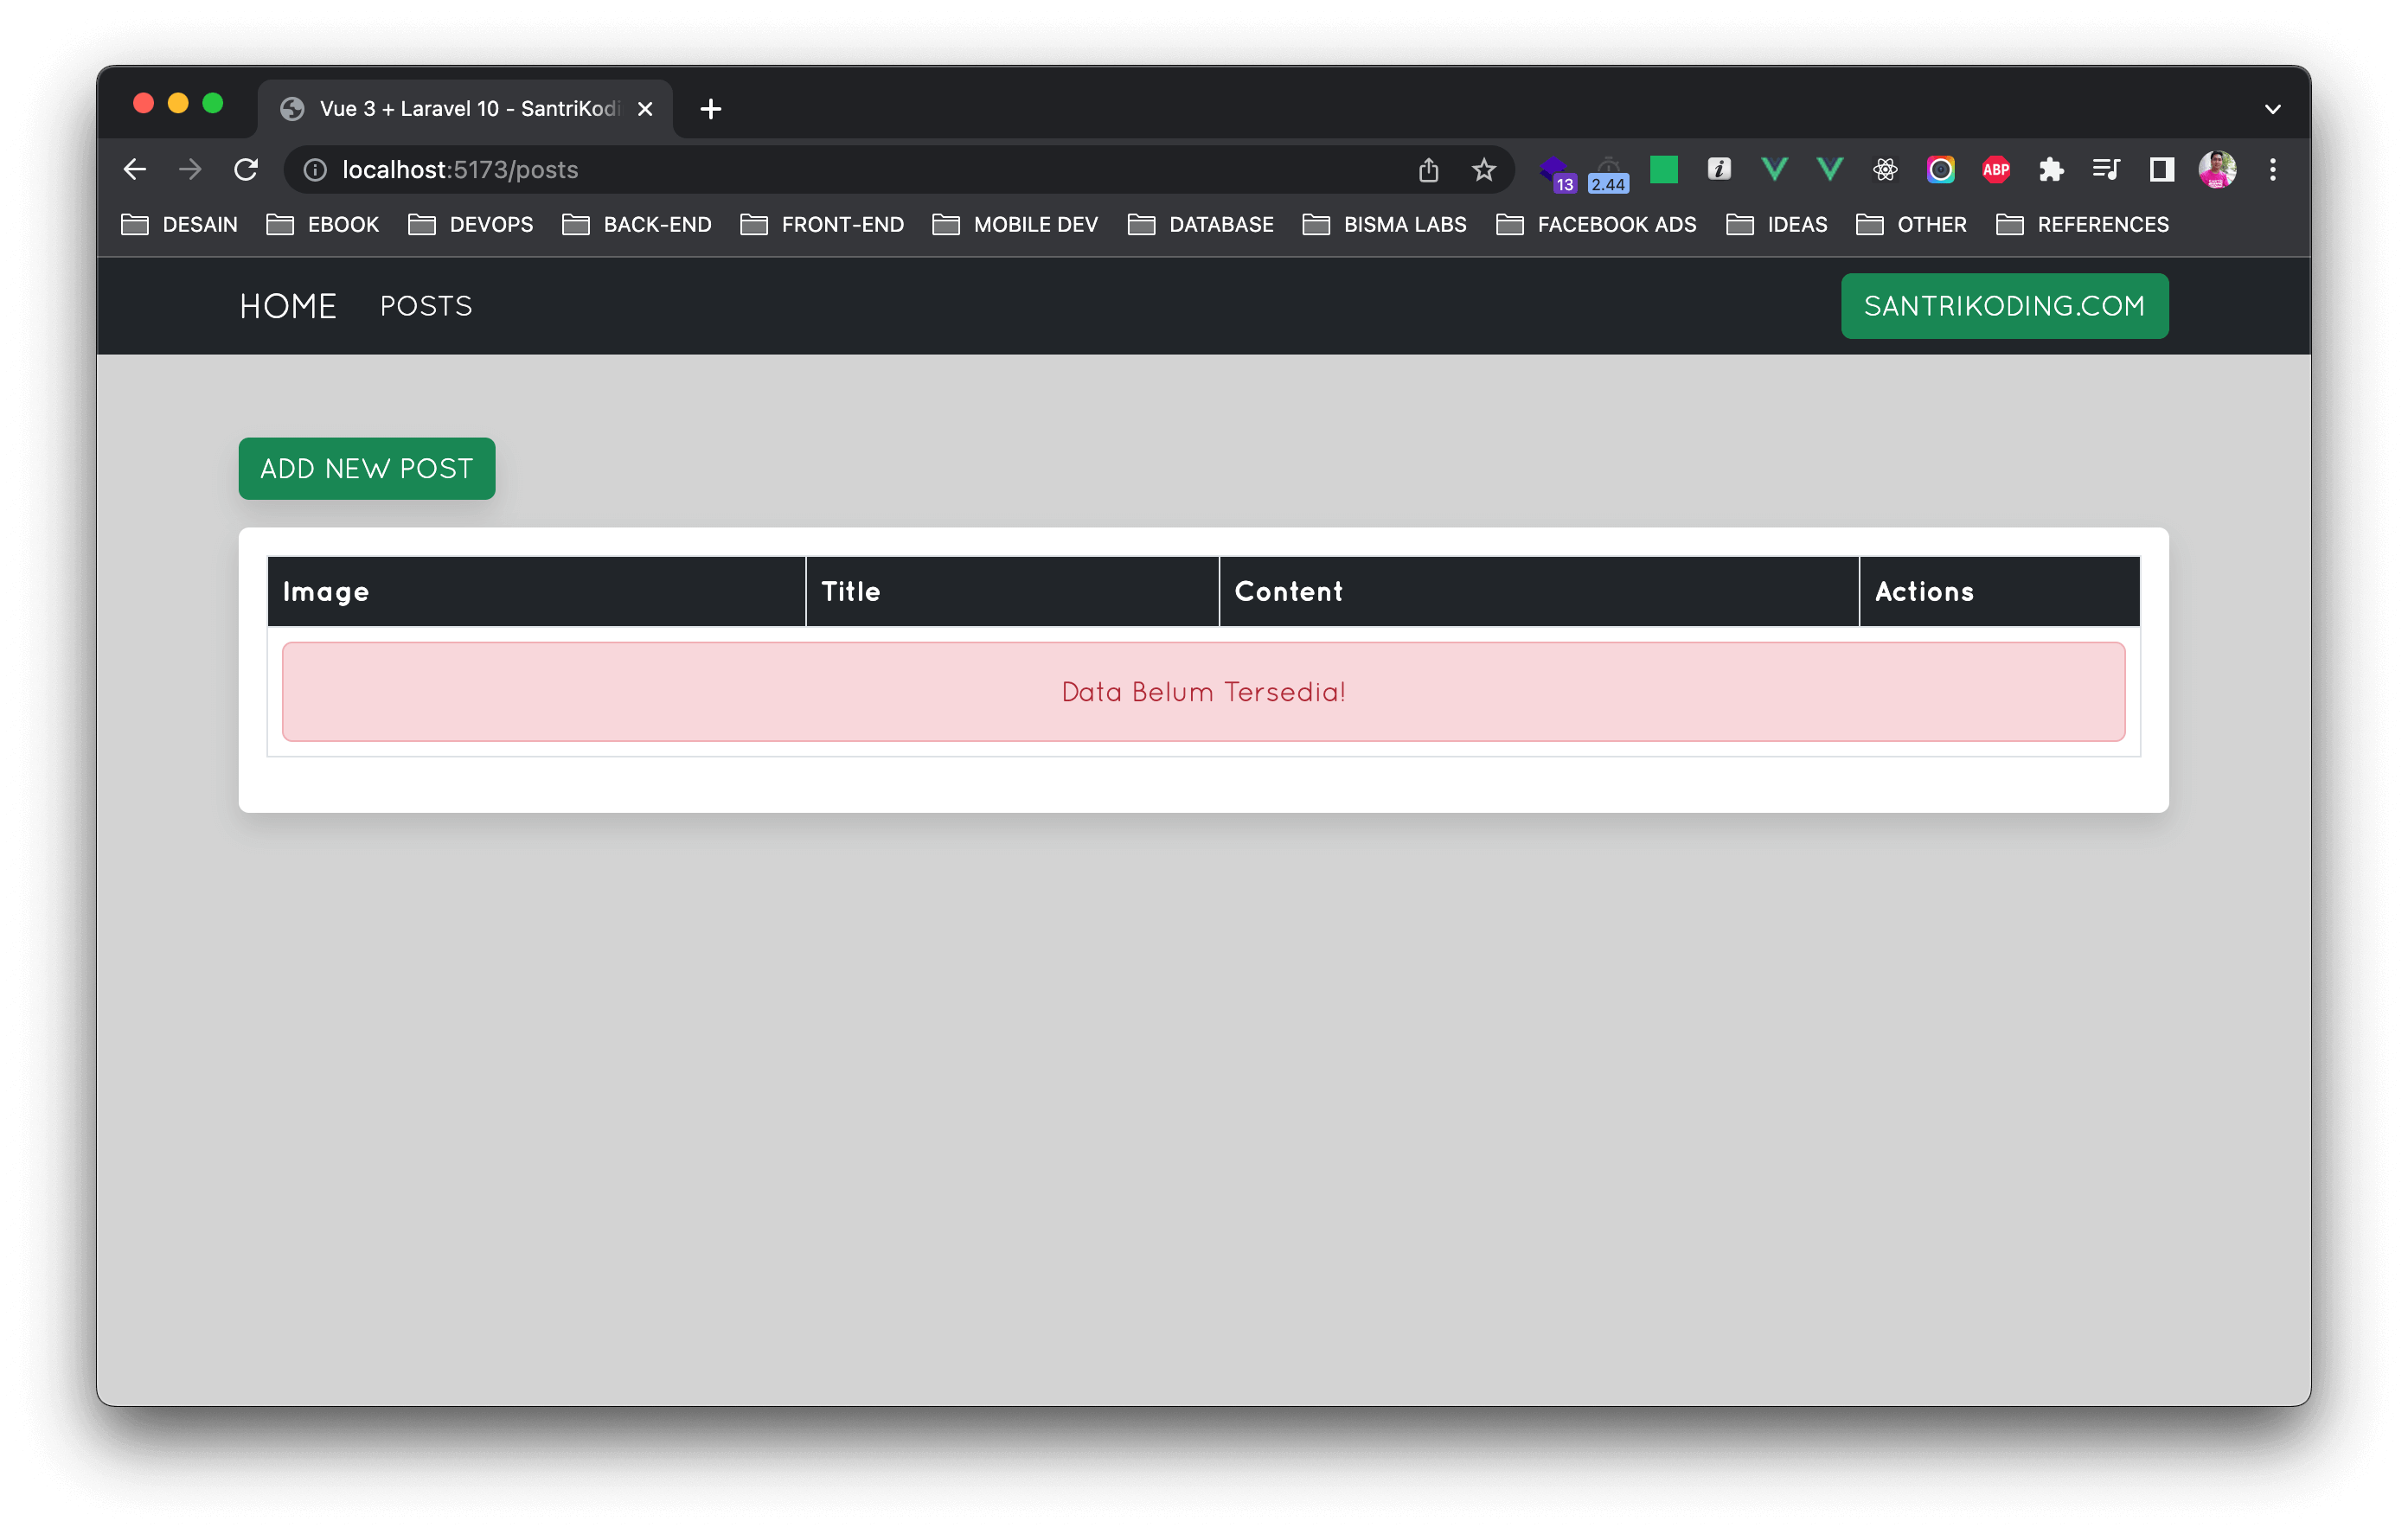 Vue 3 + Laravel 10 - SantriKodi
localhost:5173/posts
13
2.44
ABP
DESAIN EBOOK DEVOPS BACK-END FRONT-END MOBILE DEV DATABASE BISMA LABS FACEBOOK ADS IDEAS OTHER REFERENCES
HOME POSTS SANTRIKODING.COM
ADD NEW POST
Image Title Content Actions
Data Belum Tersedia!